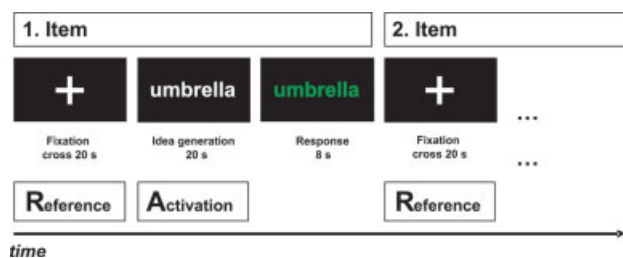 1. Item
2. Item
umbrella
umbrella
...
Fixation
cross 20 s
Idea generation
20 s
Response
8 s
Fixation
cross 20 s
...
Reference
Activation
Reference
time